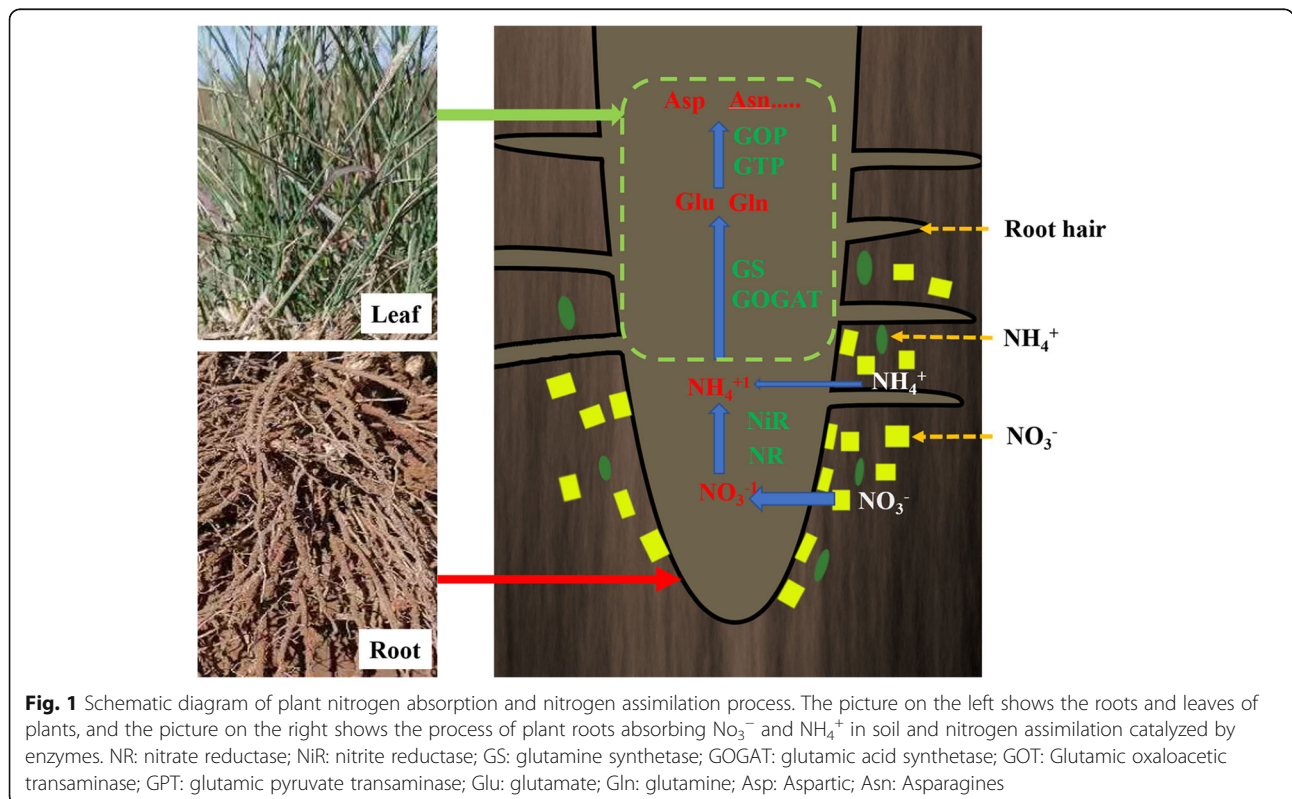 Leaf
Root
Asp Asn.....
GOP
GTP
Glu Gln
GS
GOGAT
NH₄⁺¹
NH₄⁺
NiR
NR
NO₃⁻¹
NO₃⁻
Root hair
NH₄⁺
NO₃⁻
Fig. 1 Schematic diagram of plant nitrogen absorption and nitrogen assimilation process. The picture on the left shows the roots and leaves of
plants, and the picture on the right shows the process of plant roots absorbing No₃⁻ and NH₄⁺ in soil and nitrogen assimilation catalyzed by
enzymes. NR: nitrate reductase; NiR: nitrite reductase; GS: glutamine synthetase; GOGAT: glutamic acid synthetase; GOT: Glutamic oxaloacetic
transaminase; GPT: glutamic pyruvate transaminase; Glu: glutamate; Gln: glutamine; Asp: Aspartic; Asn: Asparagines